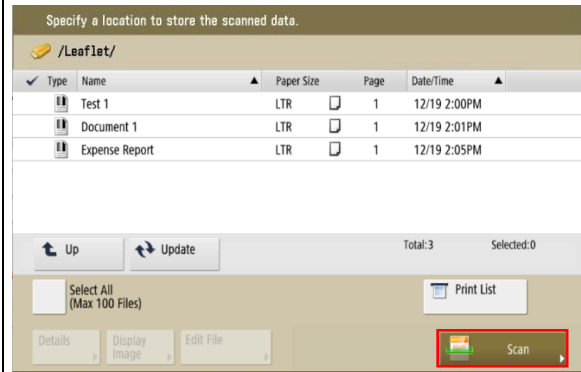 Specify a location to store the scanned data.
/Leaflet/
✓ Type Name ▲ Paper Size Page Date/Time ▲
Test 1 LTR 1 12/19 2:00PM
Document 1 LTR 1 12/19 2:01PM
Expense Report LTR 1 12/19 2:05PM
Up Update Total:3 Selected:0
Select All
(Max 100 Files)
Print List
Details Display
Image Edit File
Scan